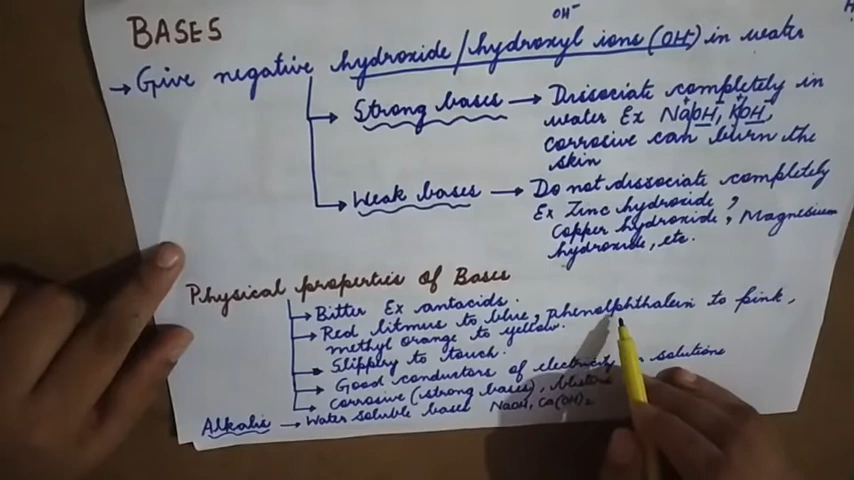 OH⁻
BASES
→ Give negative hydroxide/hydroxyl ions (OH⁻) in water
Strong bases → Dissociate completely in
water Ex NaOH, KOH,
corrosive can burn the
skin
Weak bases → Do not dissociate completely
Ex Zinc hydroxide,
Copper hydroxide, Magnesium
hydroxide, etc.
Physical properties of Bases
→ Bitter Ex antacids.
→ Red litmus to blue, phenolphthalein to pink,
methyl orange to yellow.
→ Slippery to touch.
→ Good conductors of electricity solutions
→ Corrosive (strong bases), blisters
Alkalis → Water soluble bases NaOH, Ca(OH)₂